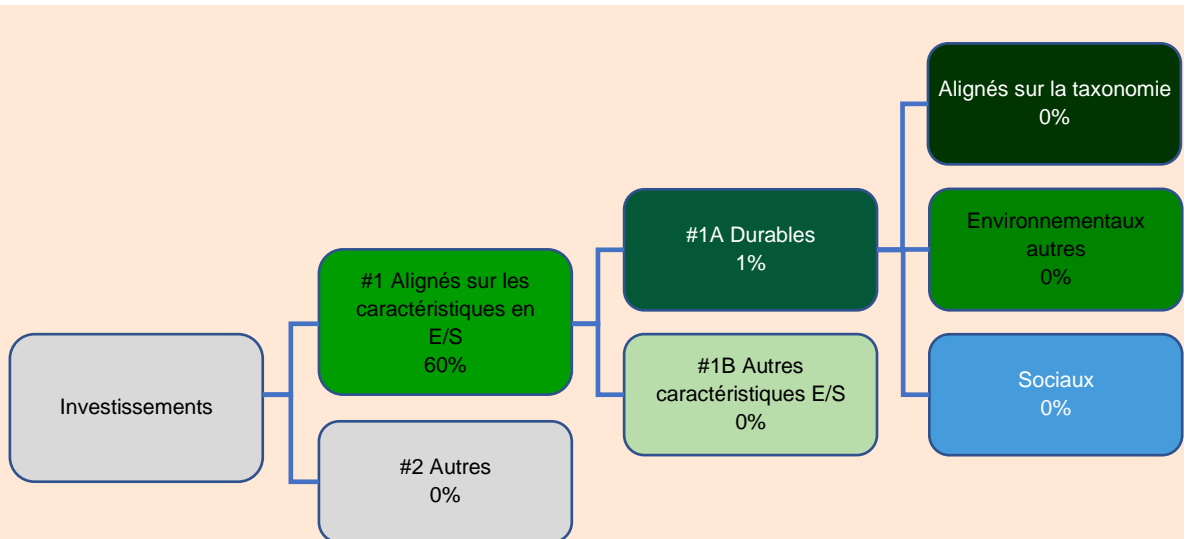 Investissements
#1 Alignés sur les
caractéristiques en
E/S
60%
#2 Autres
0%
#1A Durables
1%
#1B Autres
caractéristiques E/S
0%
Alignés sur la taxonomie
0%
Environnementaux
autres
0%
Sociaux
0%